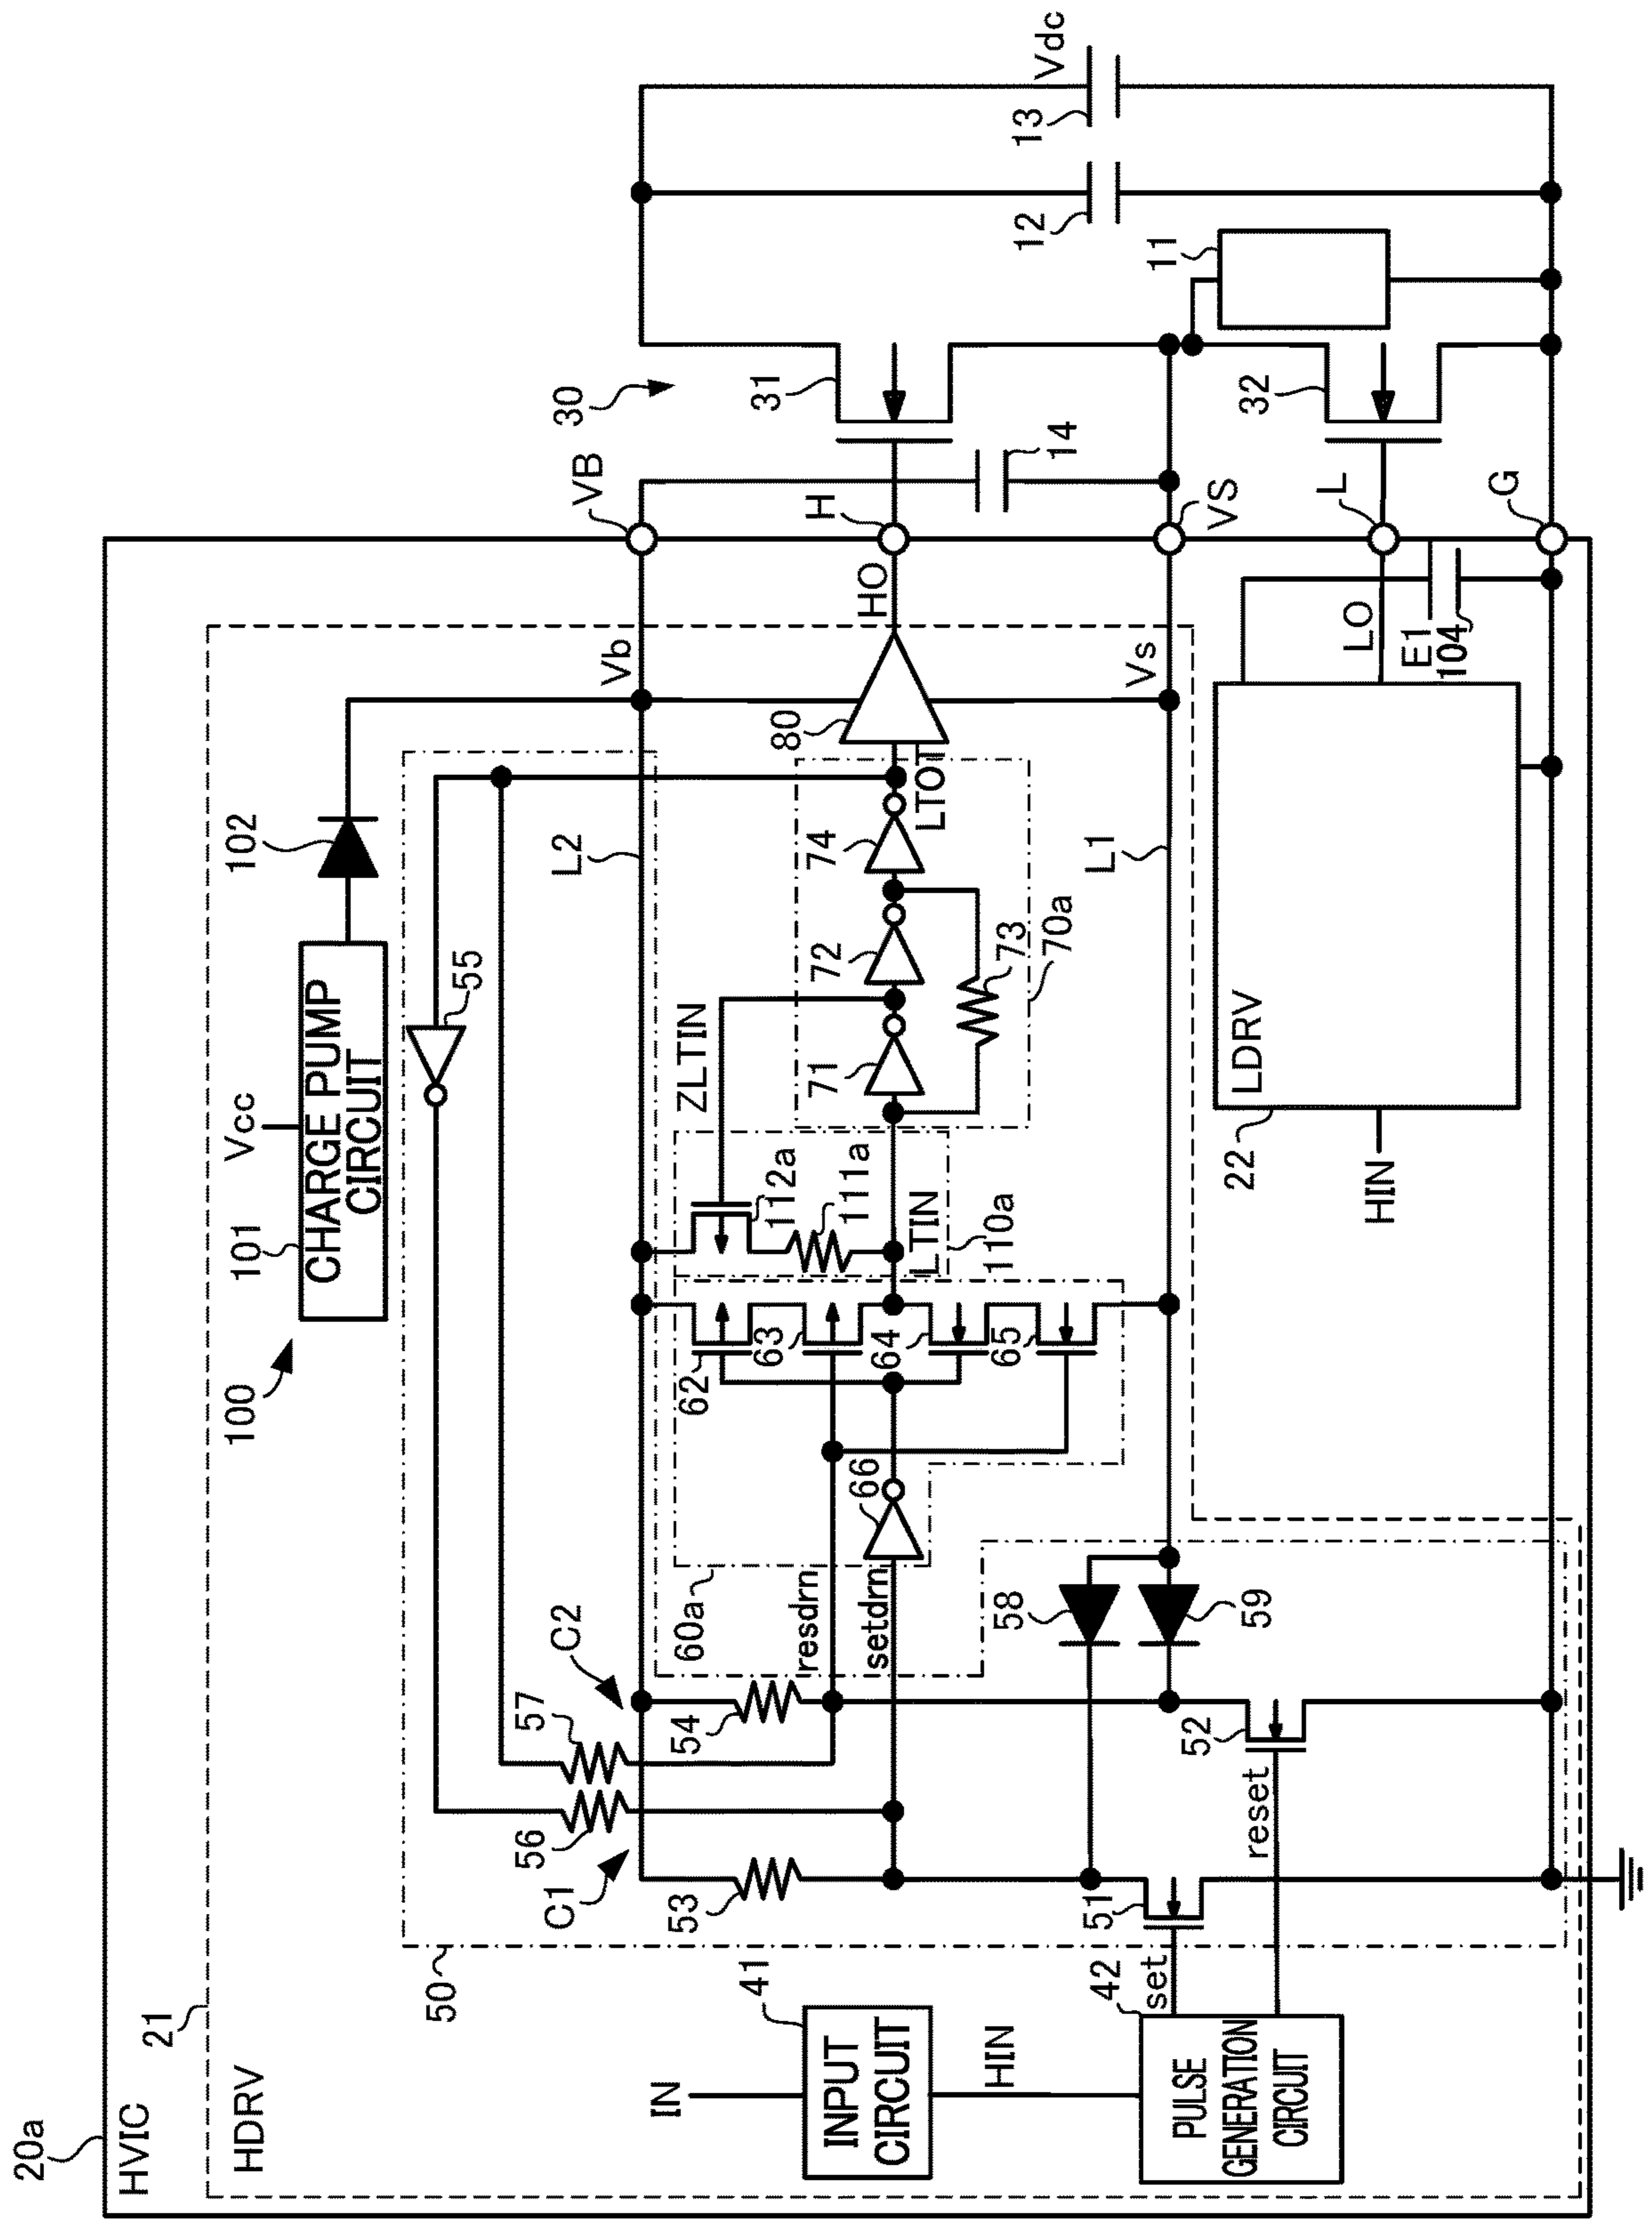 20a
HVIC
21
HDRV
IN
INPUT
CIRCUIT
41
HIN
PULSE
GENERATION
CIRCUIT
42
set
reset
50
51
52
C1
C2
53
54
56
57
55
58
59
resdrn
setdrn
60a
66
62
63
64
65
LTIN
110a
111a
112a
ZLTIN
71
72
73
74
70a
LTOT
80
100
101
CHARGE PUMP
CIRCUIT
Vcc
102
L2
L1
Vb
Vs
HO
VB
H
VS
L
G
22
LDRV
HIN
LO
E1
104
30
31
32
14
11
12
13
Vdc